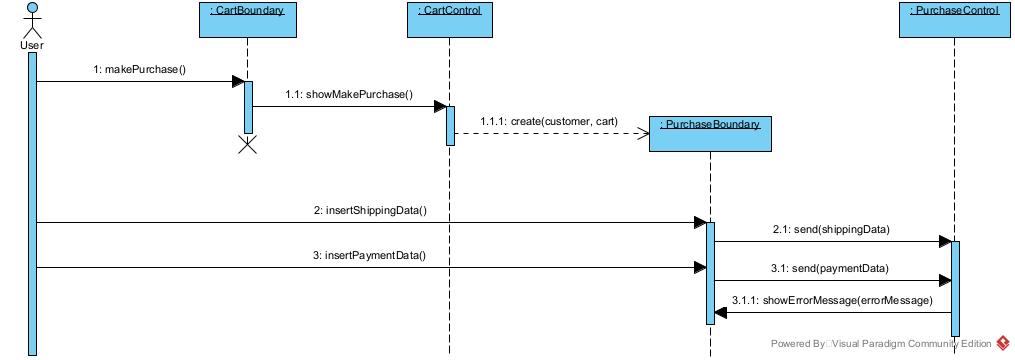 : CartBoundary
: CartControl
: PurchaseControl
User
1: makePurchase()
1.1: showMakePurchase()
1.1.1: create(customer, cart)
: PurchaseBoundary
2: insertShippingData()
2.1: send(shippingData)
3: insertPaymentData()
3.1: send(paymentData)
3.1.1: showErrorMessage(errorMessage)
Powered By Visual Paradigm Community Edition